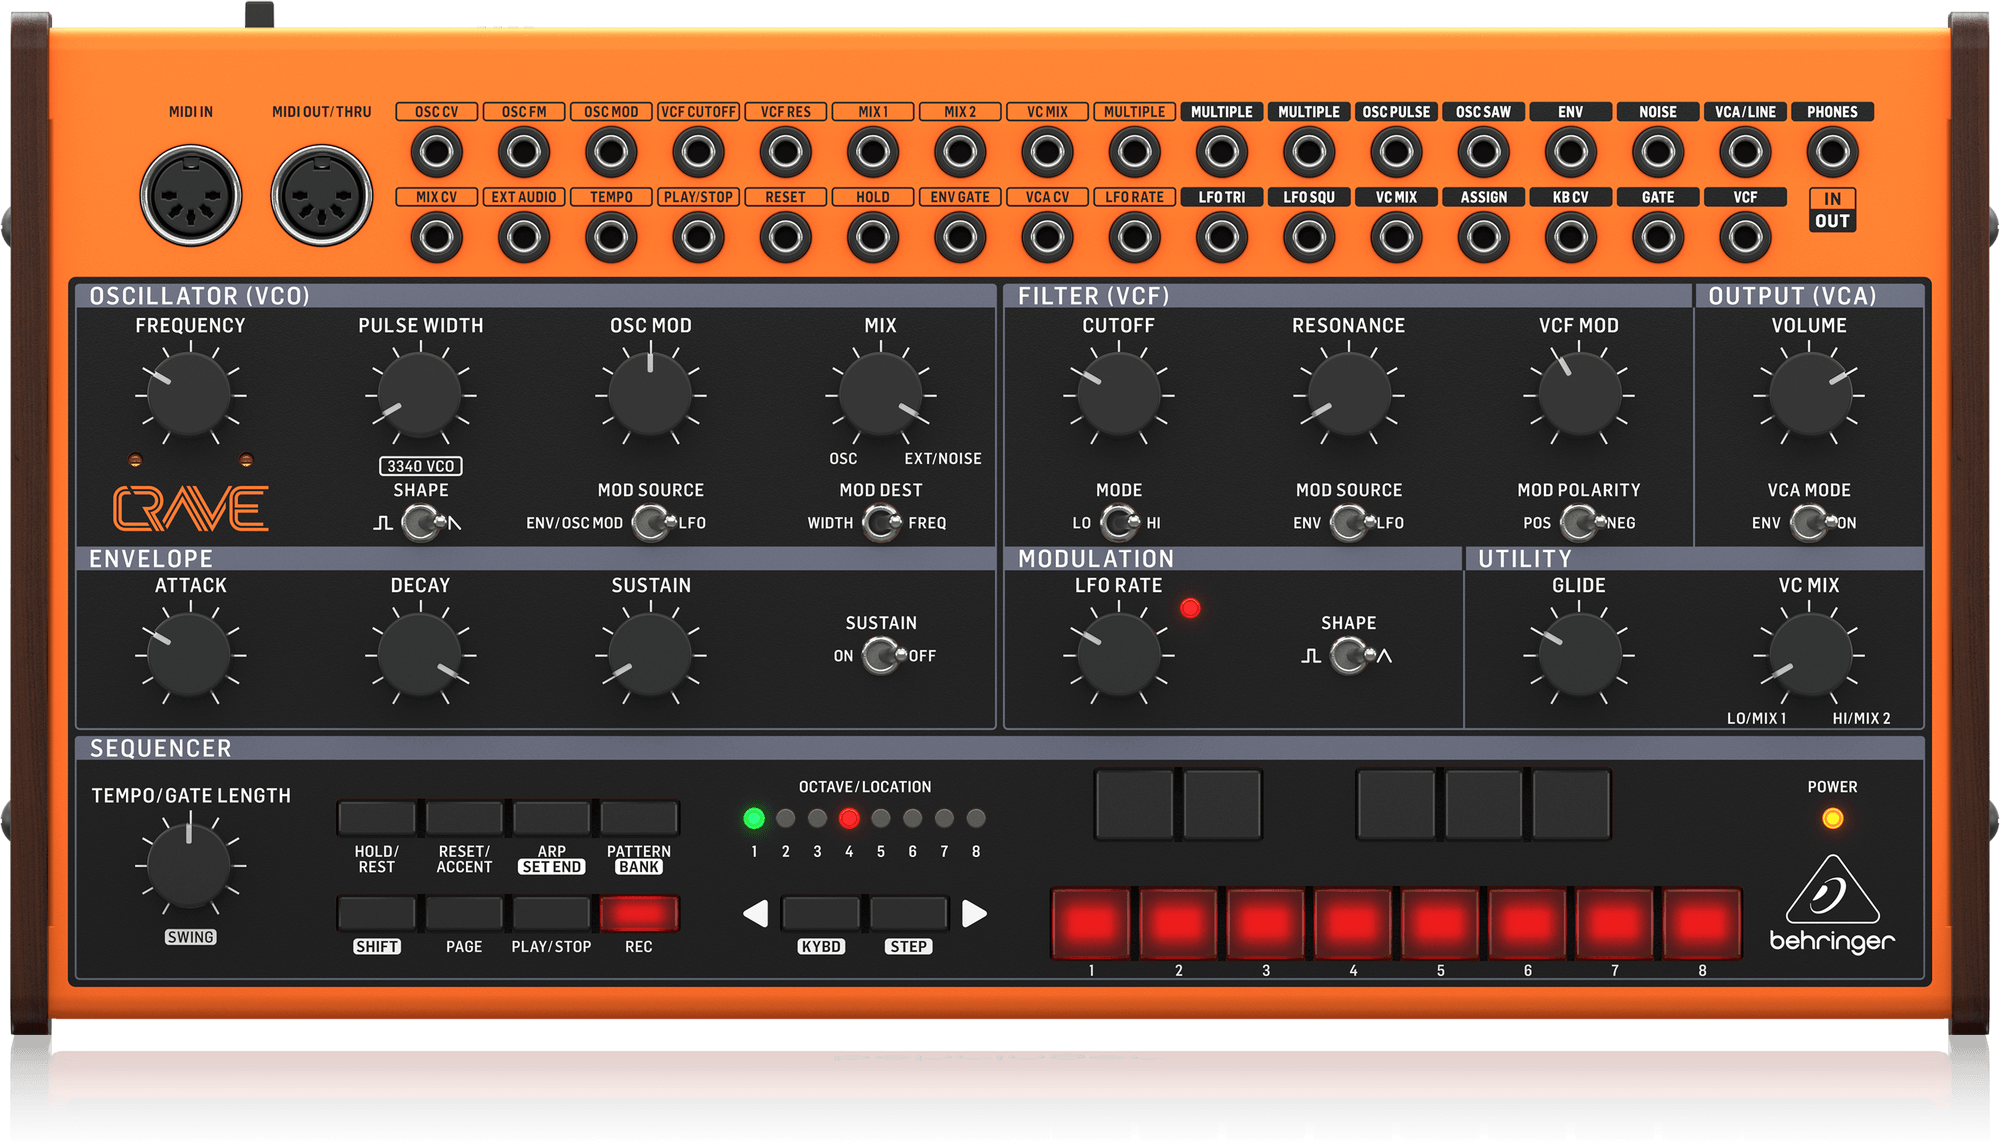 MIDI IN
MIDI OUT/THRU
OSC CV
OSC FM
OSC MOD
VCF CUTOFF
VCF RES
MIX 1
MIX 2
VC MIX
MULTIPLE
MULTIPLE
MULTIPLE
OSC PULSE
OSC SAW
ENV
NOISE
VCA/LINE
PHONES
MIX CV
EXT AUDIO
TEMPO
PLAY/STOP
RESET
HOLD
ENV GATE
VCA CV
LFO RATE
LFO TRI
LFO SQU
VC MIX
ASSIGN
KB CV
GATE
VCF
IN
OUT
OSCILLATOR (VCO)
FREQUENCY
PULSE WIDTH
OSC MOD
MIX
OSC
EXT/NOISE
3340 VCO
CRAVE
SHAPE
MOD SOURCE
ENV/OSC MOD
LFO
MOD DEST
WIDTH
FREQ
FILTER (VCF)
CUTOFF
RESONANCE
VCF MOD
MODE
LO
HI
MOD SOURCE
ENV
LFO
MOD POLARITY
POS
NEG
OUTPUT (VCA)
VOLUME
VCA MODE
ENV
ON
ENVELOPE
ATTACK
DECAY
SUSTAIN
SUSTAIN
ON
OFF
MODULATION
LFO RATE
SHAPE
UTILITY
GLIDE
VC MIX
LO/MIX 1
HI/MIX 2
SEQUENCER
TEMPO/GATE LENGTH
SWING
HOLD/
REST
RESET/
ACCENT
ARP
SET END
PATTERN
BANK
SHIFT
PAGE
PLAY/STOP
REC
OCTAVE/LOCATION
1 2 3 4 5 6 7 8
KYBD
STEP
1 2 3 4 5 6 7 8
POWER
behringer